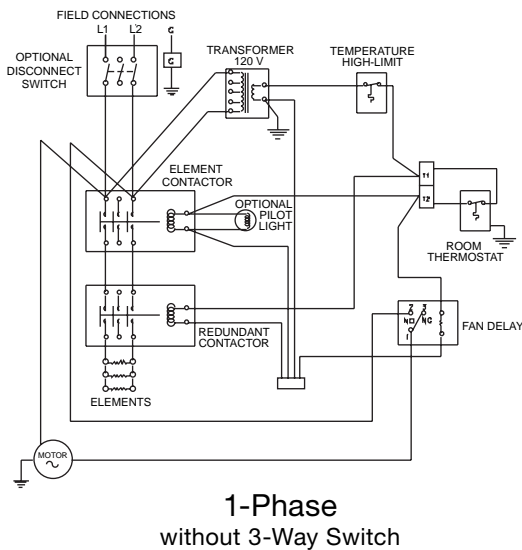 FIELD CONNECTIONS
L1 L2 G
G
OPTIONAL
DISCONNECT
SWITCH
TRANSFORMER
120 V
TEMPERATURE
HIGH-LIMIT
ELEMENT
CONTACTOR
OPTIONAL
PILOT
LIGHT
T1
T2
ROOM
THERMOSTAT
REDUNDANT
CONTACTOR
2 3
NO NC
1
FAN DELAY
ELEMENTS
MOTOR
1-Phase
without 3-Way Switch